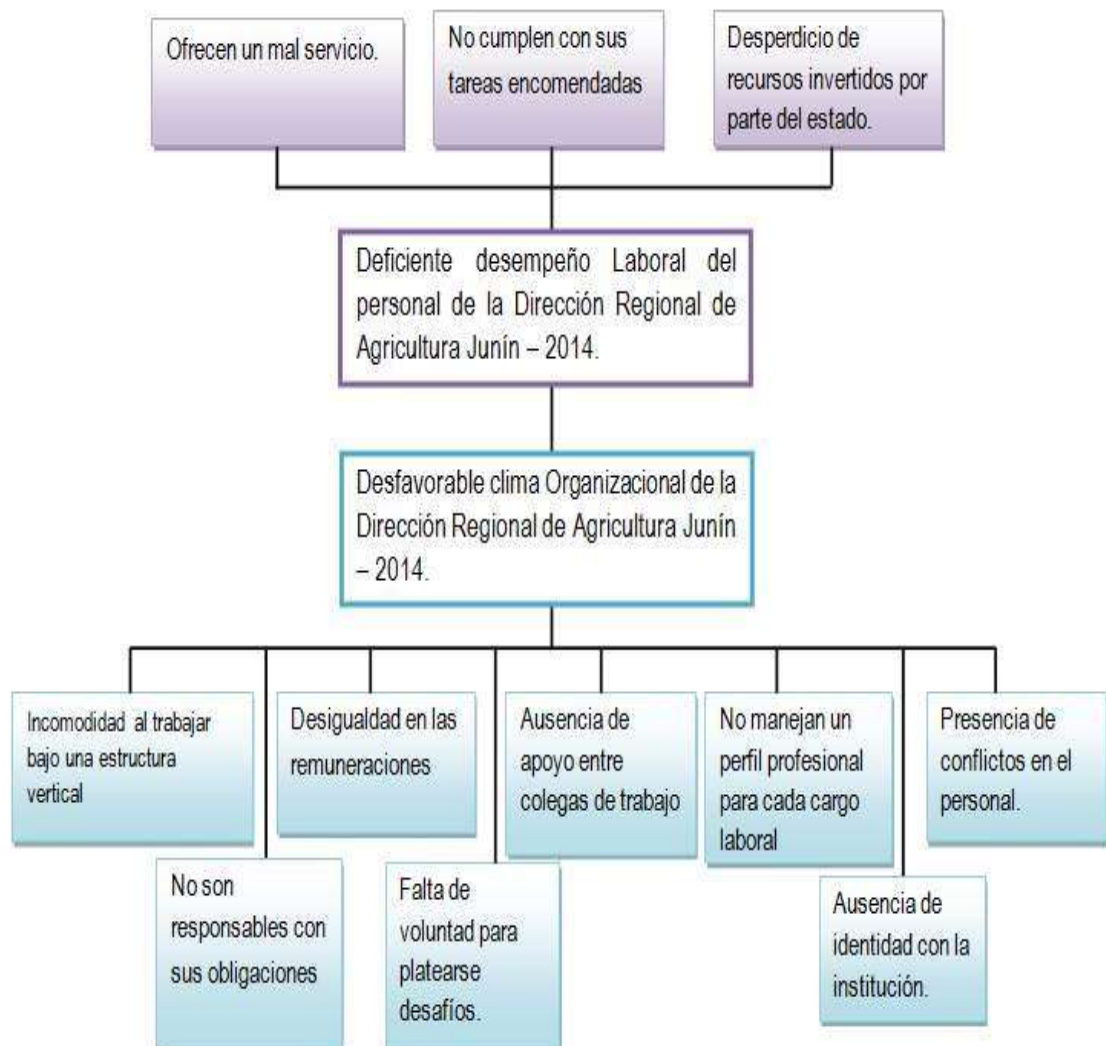 Ofrecen un mal servicio.
No cumplen con sus
tareas encomendadas
Desperdicio de
recursos invertidos por
parte del estado.
Deficiente desempeño Laboral del
personal de la Dirección Regional de
Agricultura Junín – 2014.
Desfavorable clima Organizacional de la
Dirección Regional de Agricultura Junín
– 2014.
Incomodidad al trabajar
bajo una estructura
vertical
Desigualdad en las
remuneraciones
Ausencia de
apoyo entre
colegas de trabajo
No manejan un
perfil profesional
para cada cargo
laboral
Presencia de
conflictos en el
personal.
No son
responsables con
sus obligaciones
Falta de
voluntad para
platearse
desafíos.
Ausencia de
identidad con la
institución.